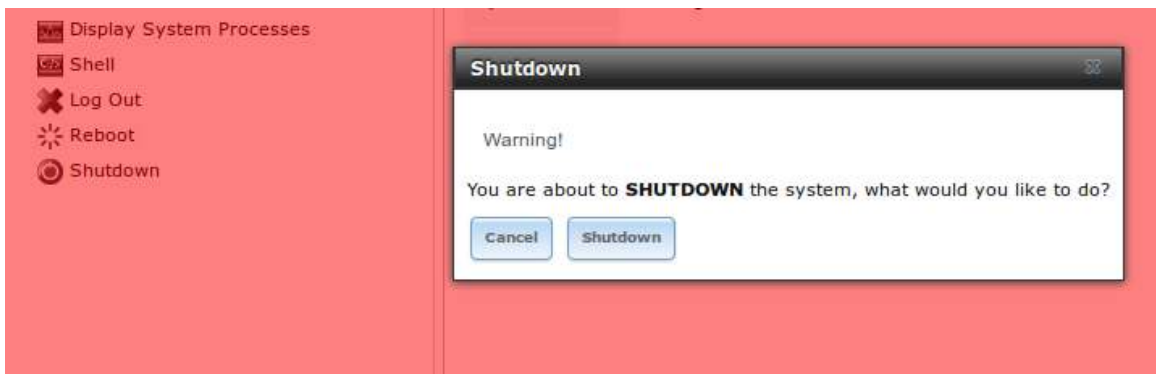 Display System Processes
Shell
Log Out
Reboot
Shutdown
Shutdown
Warning!
You are about to SHUTDOWN the system, what would you like to do?
Cancel Shutdown